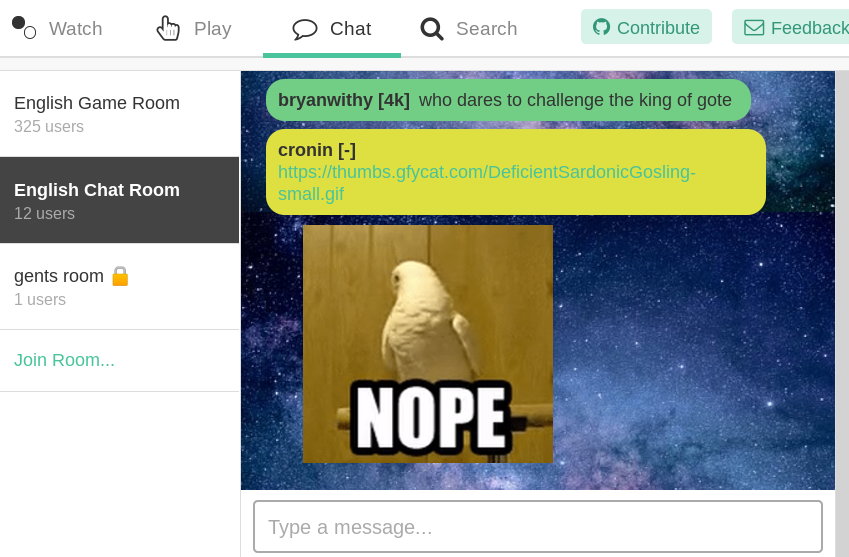 Watch
Play
Chat
Search
Contribute
Feedback
English Game Room
325 users
English Chat Room
12 users
gents room
1 users
Join Room...
bryanwithy [4k] who dares to challenge the king of gote
cronin [-]
https://thumbs.gfycat.com/DeficientSardonicGosling-
small.gif
NOPE
Type a message...